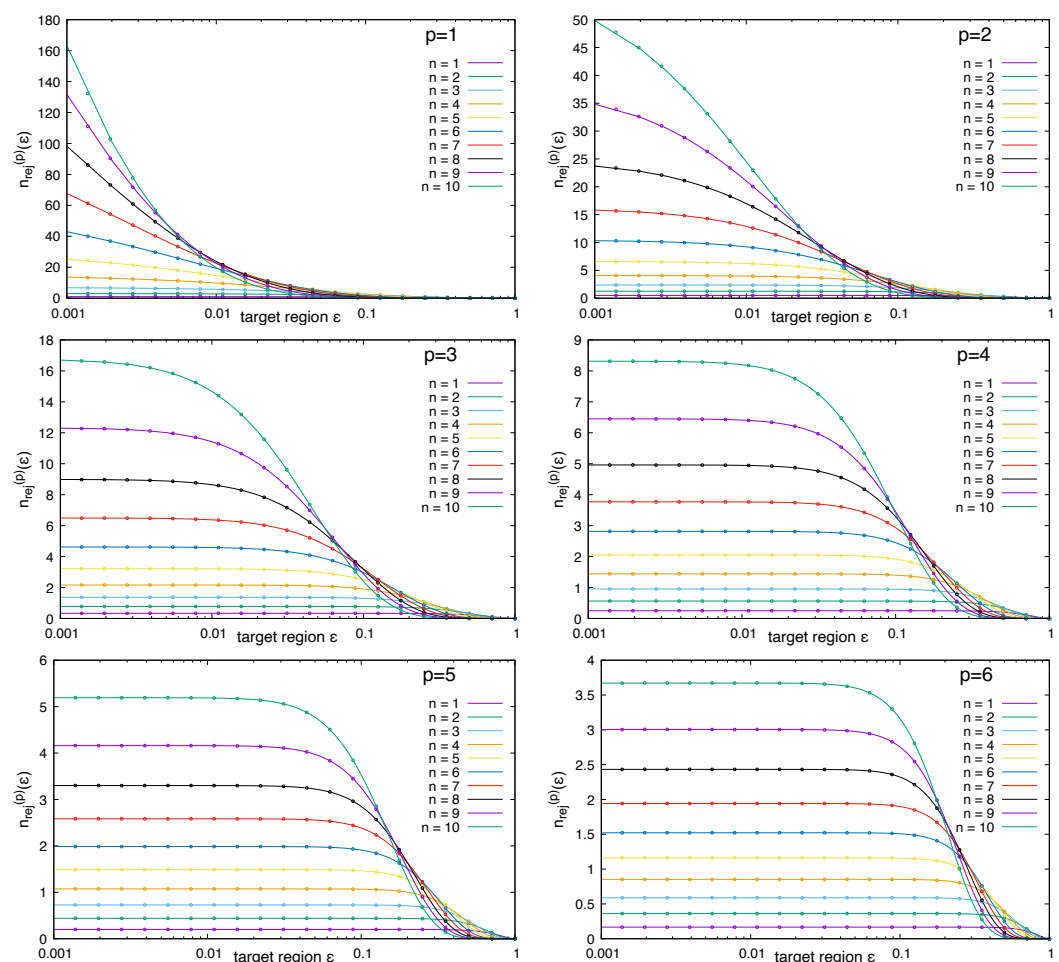 p=1
n = 1
n = 2
n = 3
n = 4
n = 5
n = 6
n = 7
n = 8
n = 9
n = 10
180
160
140
120
100
80
60
40
20
0
n_rej^(p)(ε)
0.001
0.01
0.1
1
target region ε
p=2
n = 1
n = 2
n = 3
n = 4
n = 5
n = 6
n = 7
n = 8
n = 9
n = 10
50
45
40
35
30
25
20
15
10
5
0
n_rej^(p)(ε)
0.001
0.01
0.1
1
target region ε
p=3
n = 1
n = 2
n = 3
n = 4
n = 5
n = 6
n = 7
n = 8
n = 9
n = 10
18
16
14
12
10
8
6
4
2
0
n_rej^(p)(ε)
0.001
0.01
0.1
1
target region ε
p=4
n = 1
n = 2
n = 3
n = 4
n = 5
n = 6
n = 7
n = 8
n = 9
n = 10
9
8
7
6
5
4
3
2
1
0
n_rej^(p)(ε)
0.001
0.01
0.1
1
target region ε
p=5
n = 1
n = 2
n = 3
n = 4
n = 5
n = 6
n = 7
n = 8
n = 9
n = 10
6
5
4
3
2
1
0
n_rej^(p)(ε)
0.001
0.01
0.1
1
target region ε
p=6
n = 1
n = 2
n = 3
n = 4
n = 5
n = 6
n = 7
n = 8
n = 9
n = 10
4
3.5
3
2.5
2
1.5
1
0.5
0
n_rej^(p)(ε)
0.001
0.01
0.1
1
target region ε